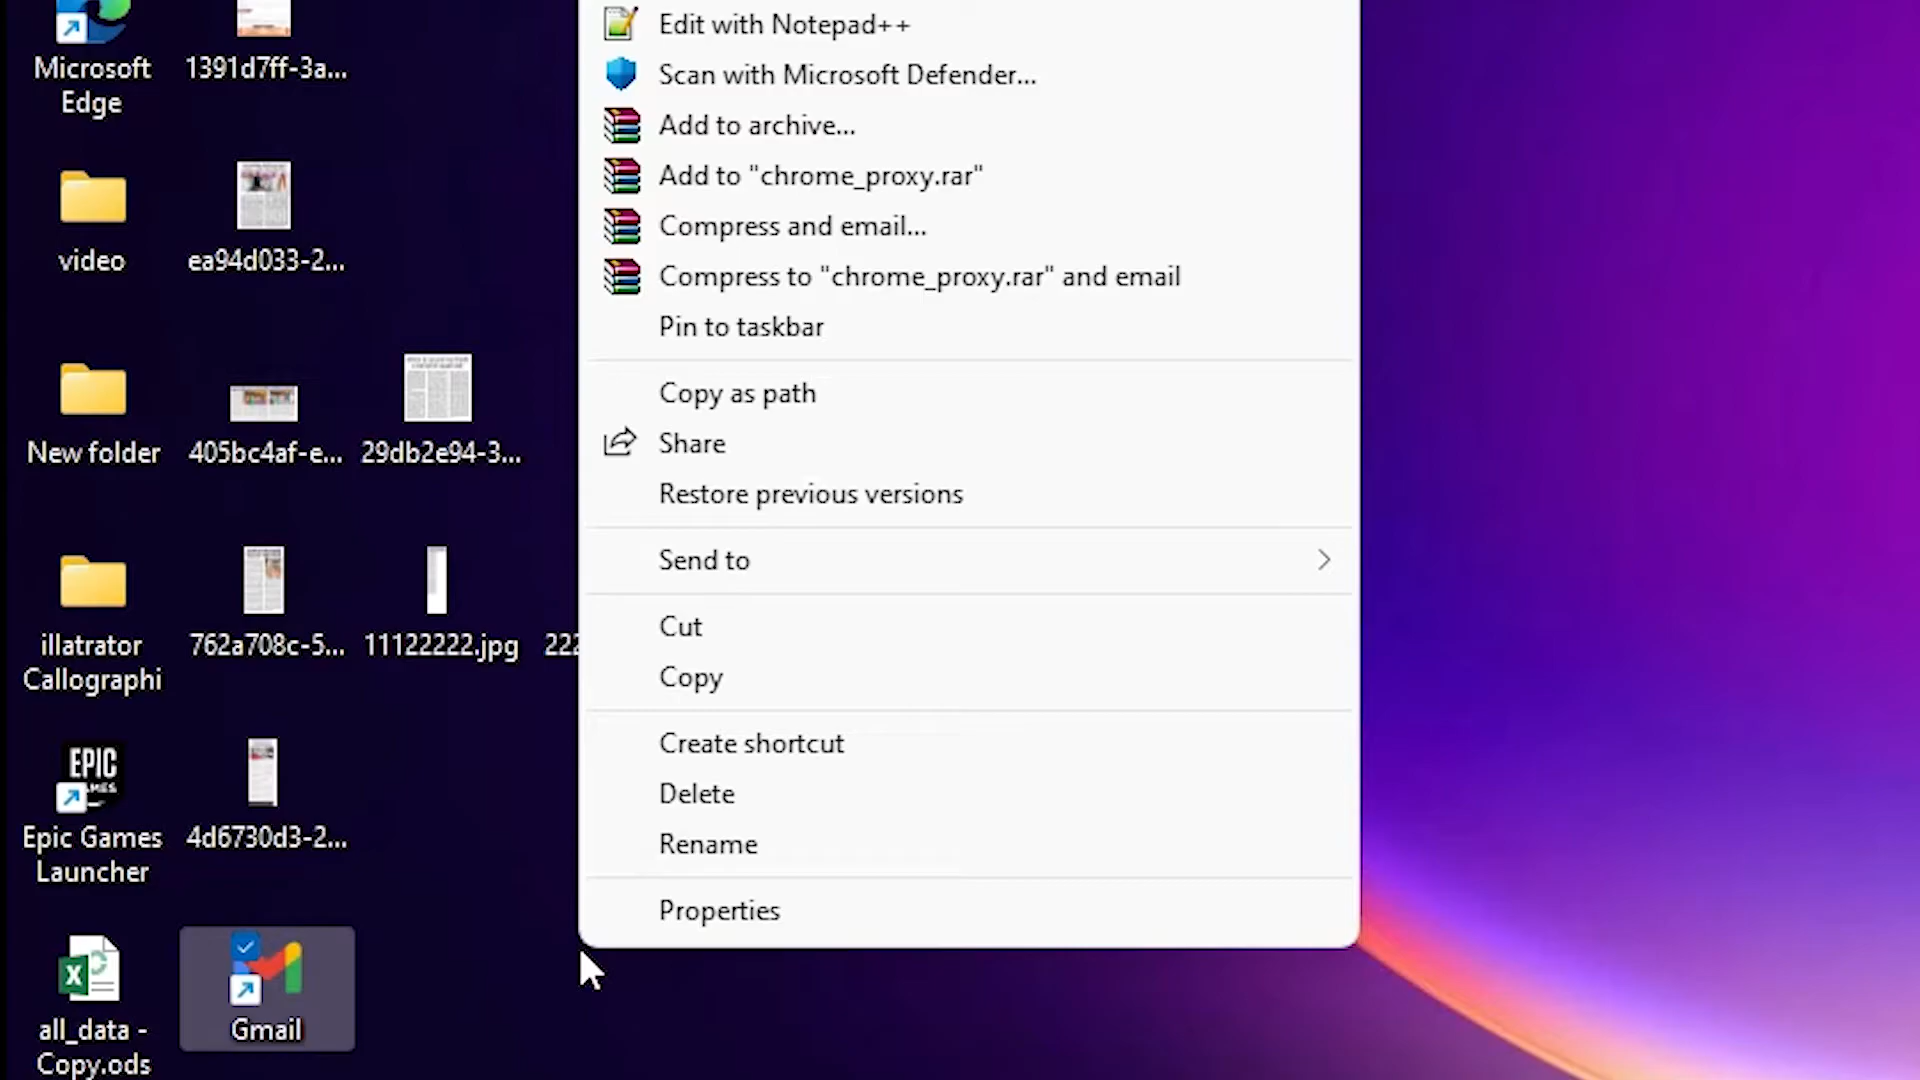 Microsoft
Edge
1391d7ff-3a...
video
ea94d033-2...
New folder
405bc4af-e...
29db2e94-3...
illatrator
Callographi
762a708c-5...
11122222.jpg
222
EPIC
Epic Games
Launcher
4d6730d3-2...
all_data -
Copy.ods
Gmail
Edit with Notepad++
Scan with Microsoft Defender...
Add to archive...
Add to "chrome_proxy.rar"
Compress and email...
Compress to "chrome_proxy.rar" and email
Pin to taskbar
Copy as path
Share
Restore previous versions
Send to
Cut
Copy
Create shortcut
Delete
Rename
Properties